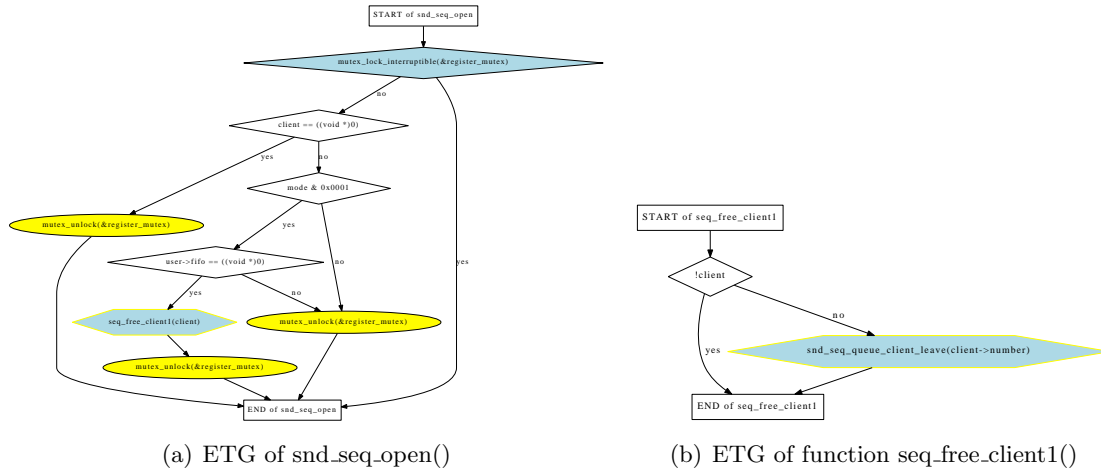 START of snd_seq_open
mutex_lock_interruptible(&register_mutex)
no
client == ((void *)0)
yes
no
mode & 0x0001
mutex_unlock(&register_mutex)
yes
user->fifo == ((void*)0)
no
yes
yes
no
seq_free_client1(client)
mutex_unlock(&register_mutex)
mutex_unlock(&register_mutex)
END of snd_seq_open
(a) ETG of snd_seq_open()
START of seq_free_client1
!client
no
yes
snd_seq_queue_client_leave(client->number)
END of seq_free_client1
(b) ETG of function seq_free_client1()